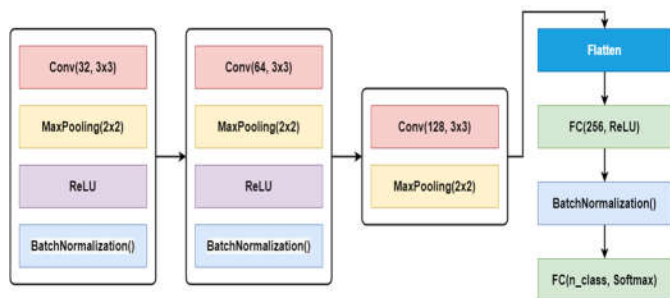 Conv(32, 3x3)
MaxPooling(2x2)
ReLU
BatchNormalization()
Conv(64, 3x3)
MaxPooling(2x2)
ReLU
BatchNormalization()
Conv(128, 3x3)
MaxPooling(2x2)
Flatten
FC(256, ReLU)
BatchNormalization()
FC(n_class, Softmax)